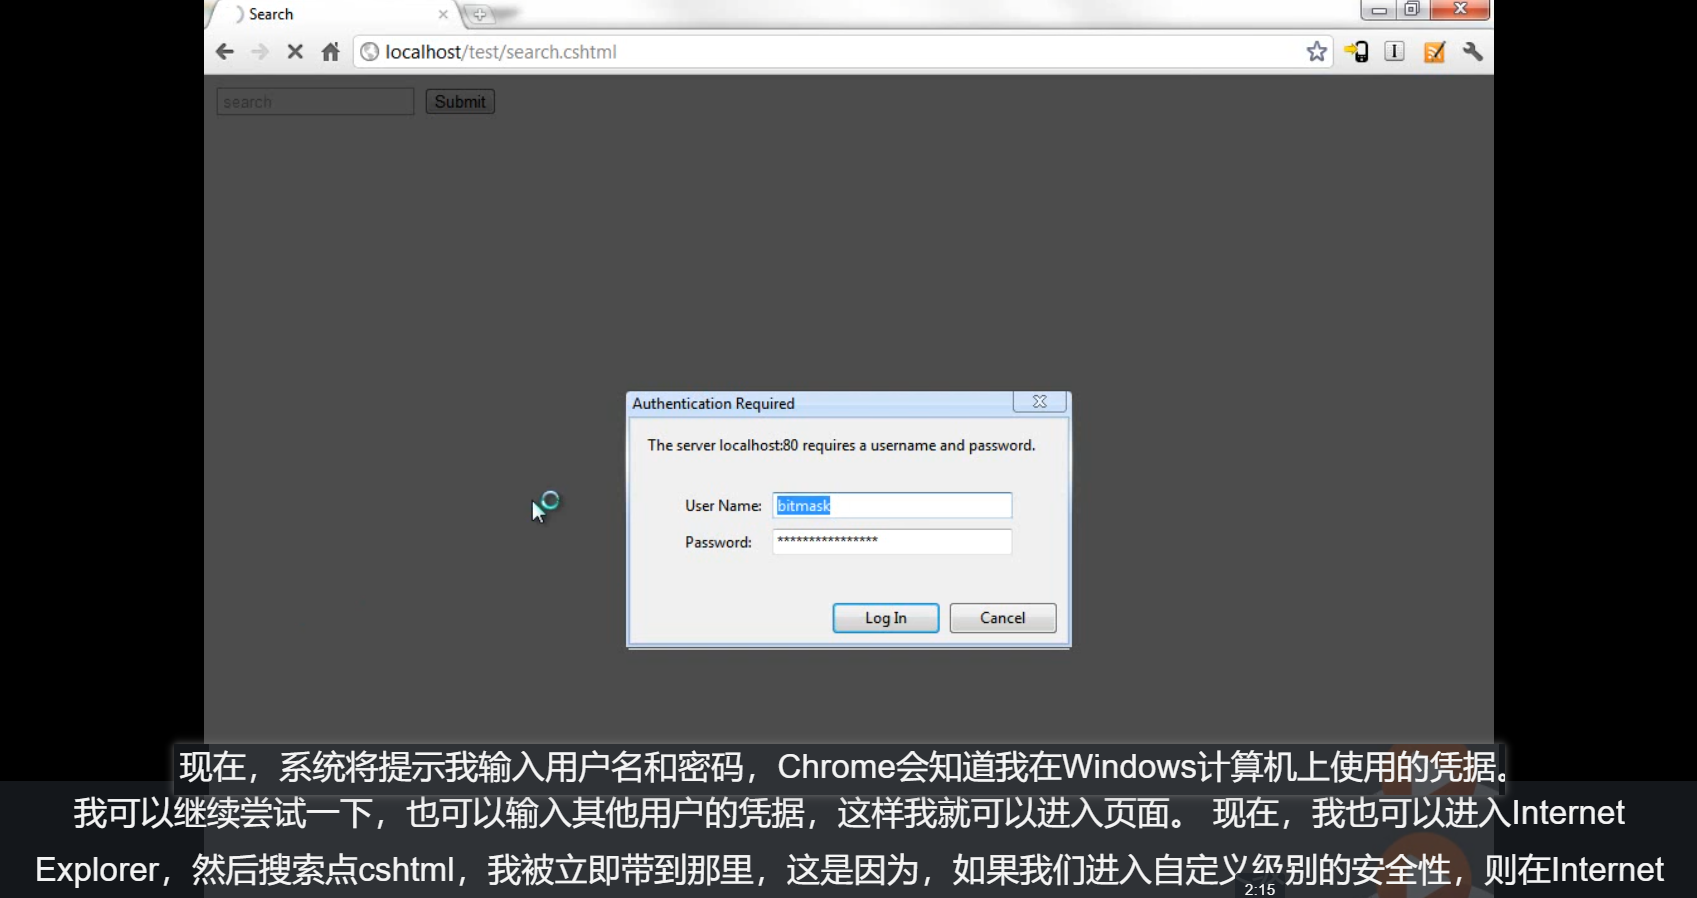 Search
localhost/test/search.cshtml
search
Submit
Authentication Required
The server localhost:80 requires a username and password.
User Name: bitmask
Password: ****************
Log In
Cancel
现在，系统将提示我输入用户名和密码，Chrome会知道我在Windows计算机上使用的凭据。
我可以继续尝试一下，也可以输入其他用户的凭据，这样我就可以进入页面。 现在，我也可以进入Internet
Explorer，然后搜索点cshtml，我被立即带到那里，这是因为，如果我们进入自定义级别的安全性，则在Internet
2:15